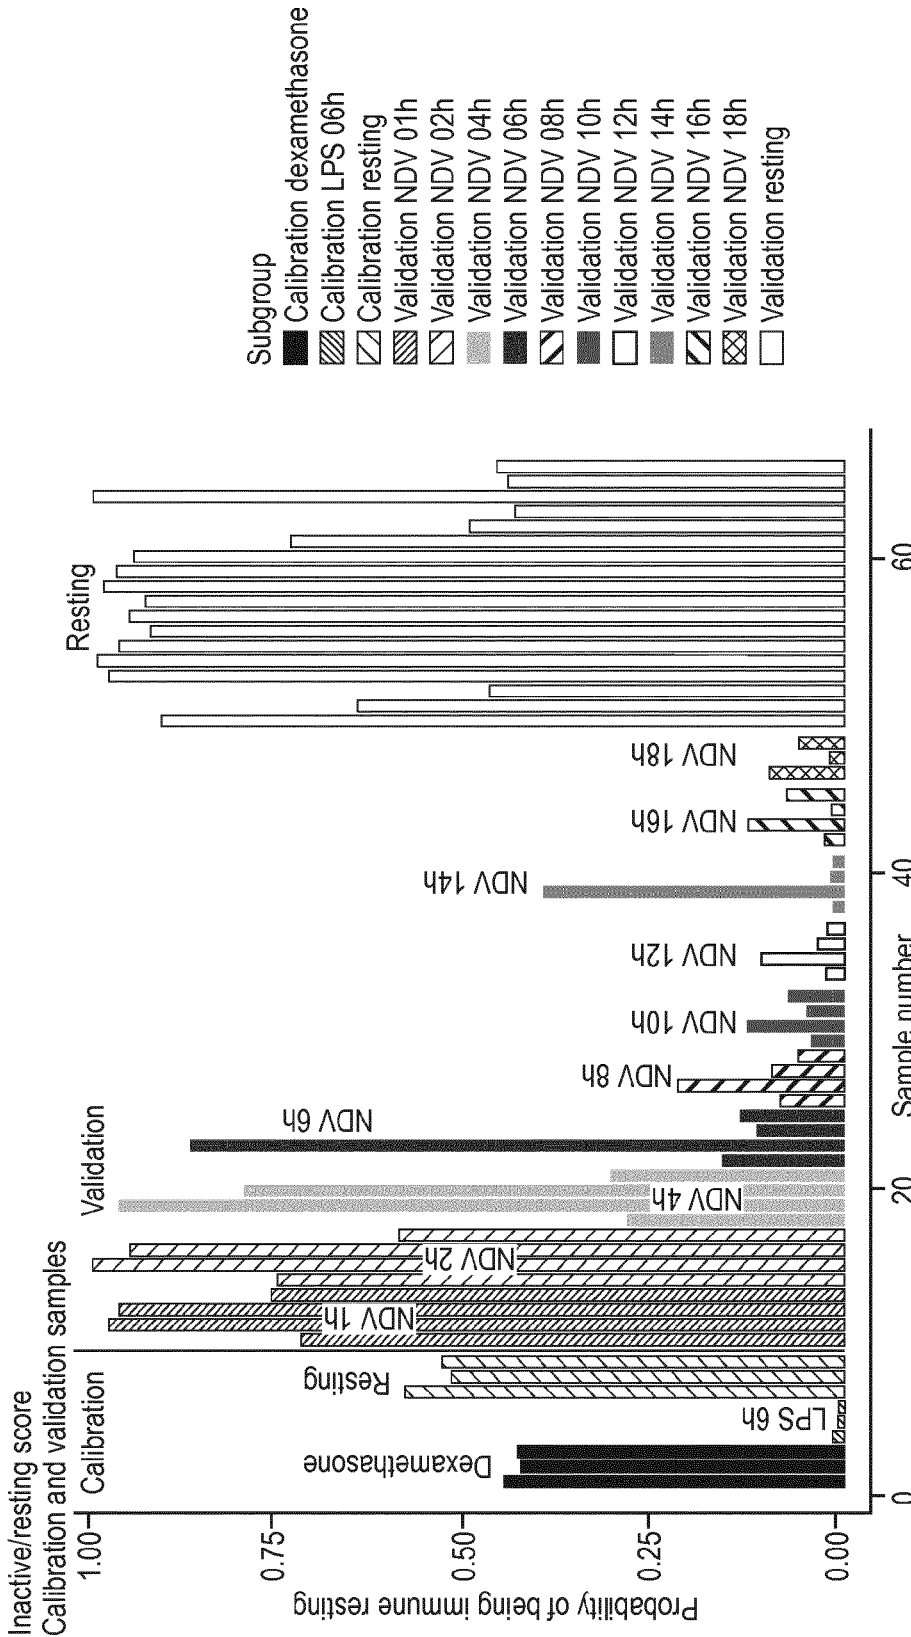 Inactive/resting score
Calibration and validation samples
Calibration
Validation
Probability of being immune resting
1.00
0.75
0.50
0.25
0.00
Dexamethasone
LPS 6h
Resting
NDV 1h
NDV 2h
NDV 4h
NDV 6h
NDV 8h
NDV 10h
NDV 12h
NDV 14h
NDV 16h
NDV 18h
Resting
0
20
40
60
Sample number
Subgroup
Calibration dexamethasone
Calibration LPS 06h
Calibration resting
Validation NDV 01h
Validation NDV 02h
Validation NDV 04h
Validation NDV 06h
Validation NDV 08h
Validation NDV 10h
Validation NDV 12h
Validation NDV 14h
Validation NDV 16h
Validation NDV 18h
Validation resting